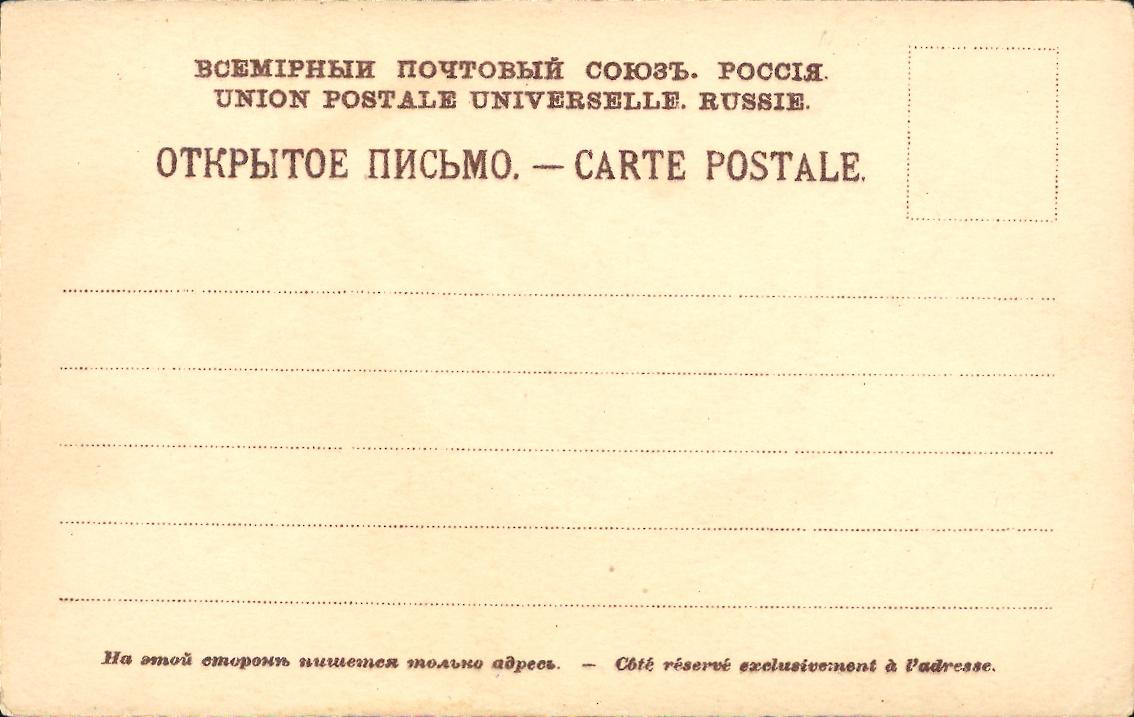 ВСЕМІРНЫИ ПОЧТОВЫЙ СОЮЗЪ. РОССІЯ.
UNION POSTALE UNIVERSELLE. RUSSIE.
ОТКРЫТОЕ ПИСЬМО. — CARTE POSTALE.
На этой сторонѣ пишется только адресъ. — Côté réservé exclusivement à l'adresse.